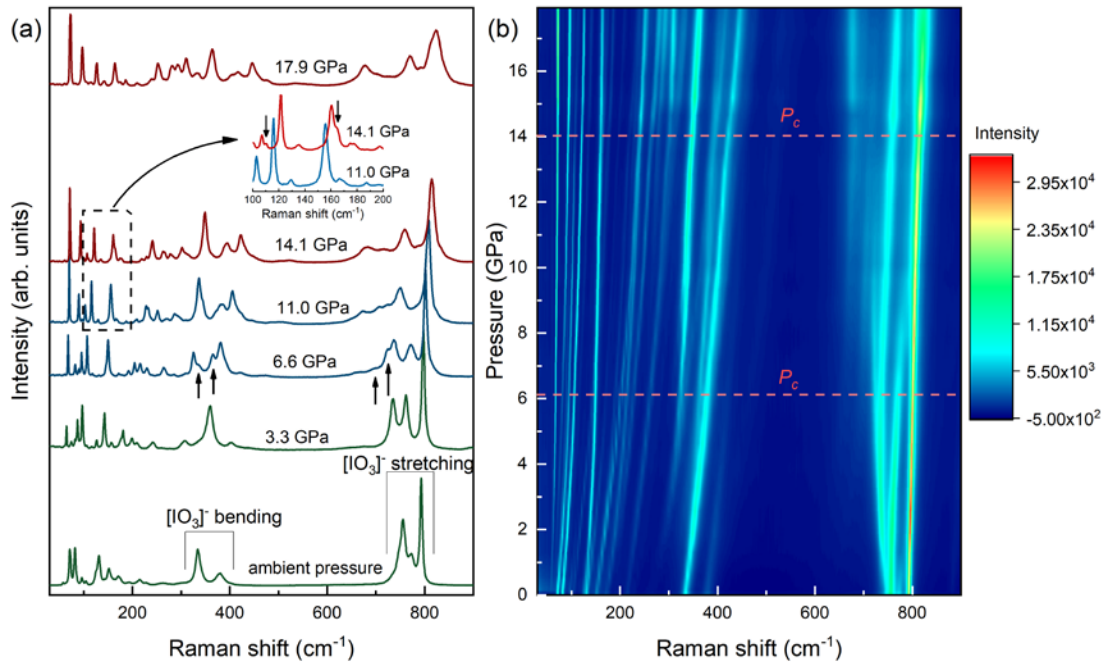 (a)
17.9 GPa
14.1 GPa
11.0 GPa
100 120 140 160 180 200
Raman shift (cm⁻¹)
14.1 GPa
11.0 GPa
6.6 GPa
3.3 GPa
[IO₃]⁻ stretching
[IO₃]⁻ bending
ambient pressure
Intensity (arb. units)
200 400 600 800
Raman shift (cm⁻¹)
(b)
16
14
12
10
8
6
4
2
0
Pressure (GPa)
P꜀
P꜀
200 400 600 800
Raman shift (cm⁻¹)
Intensity
2.95x10⁴
2.35x10⁴
1.75x10⁴
1.15x10⁴
5.50x10³
-5.00x10²